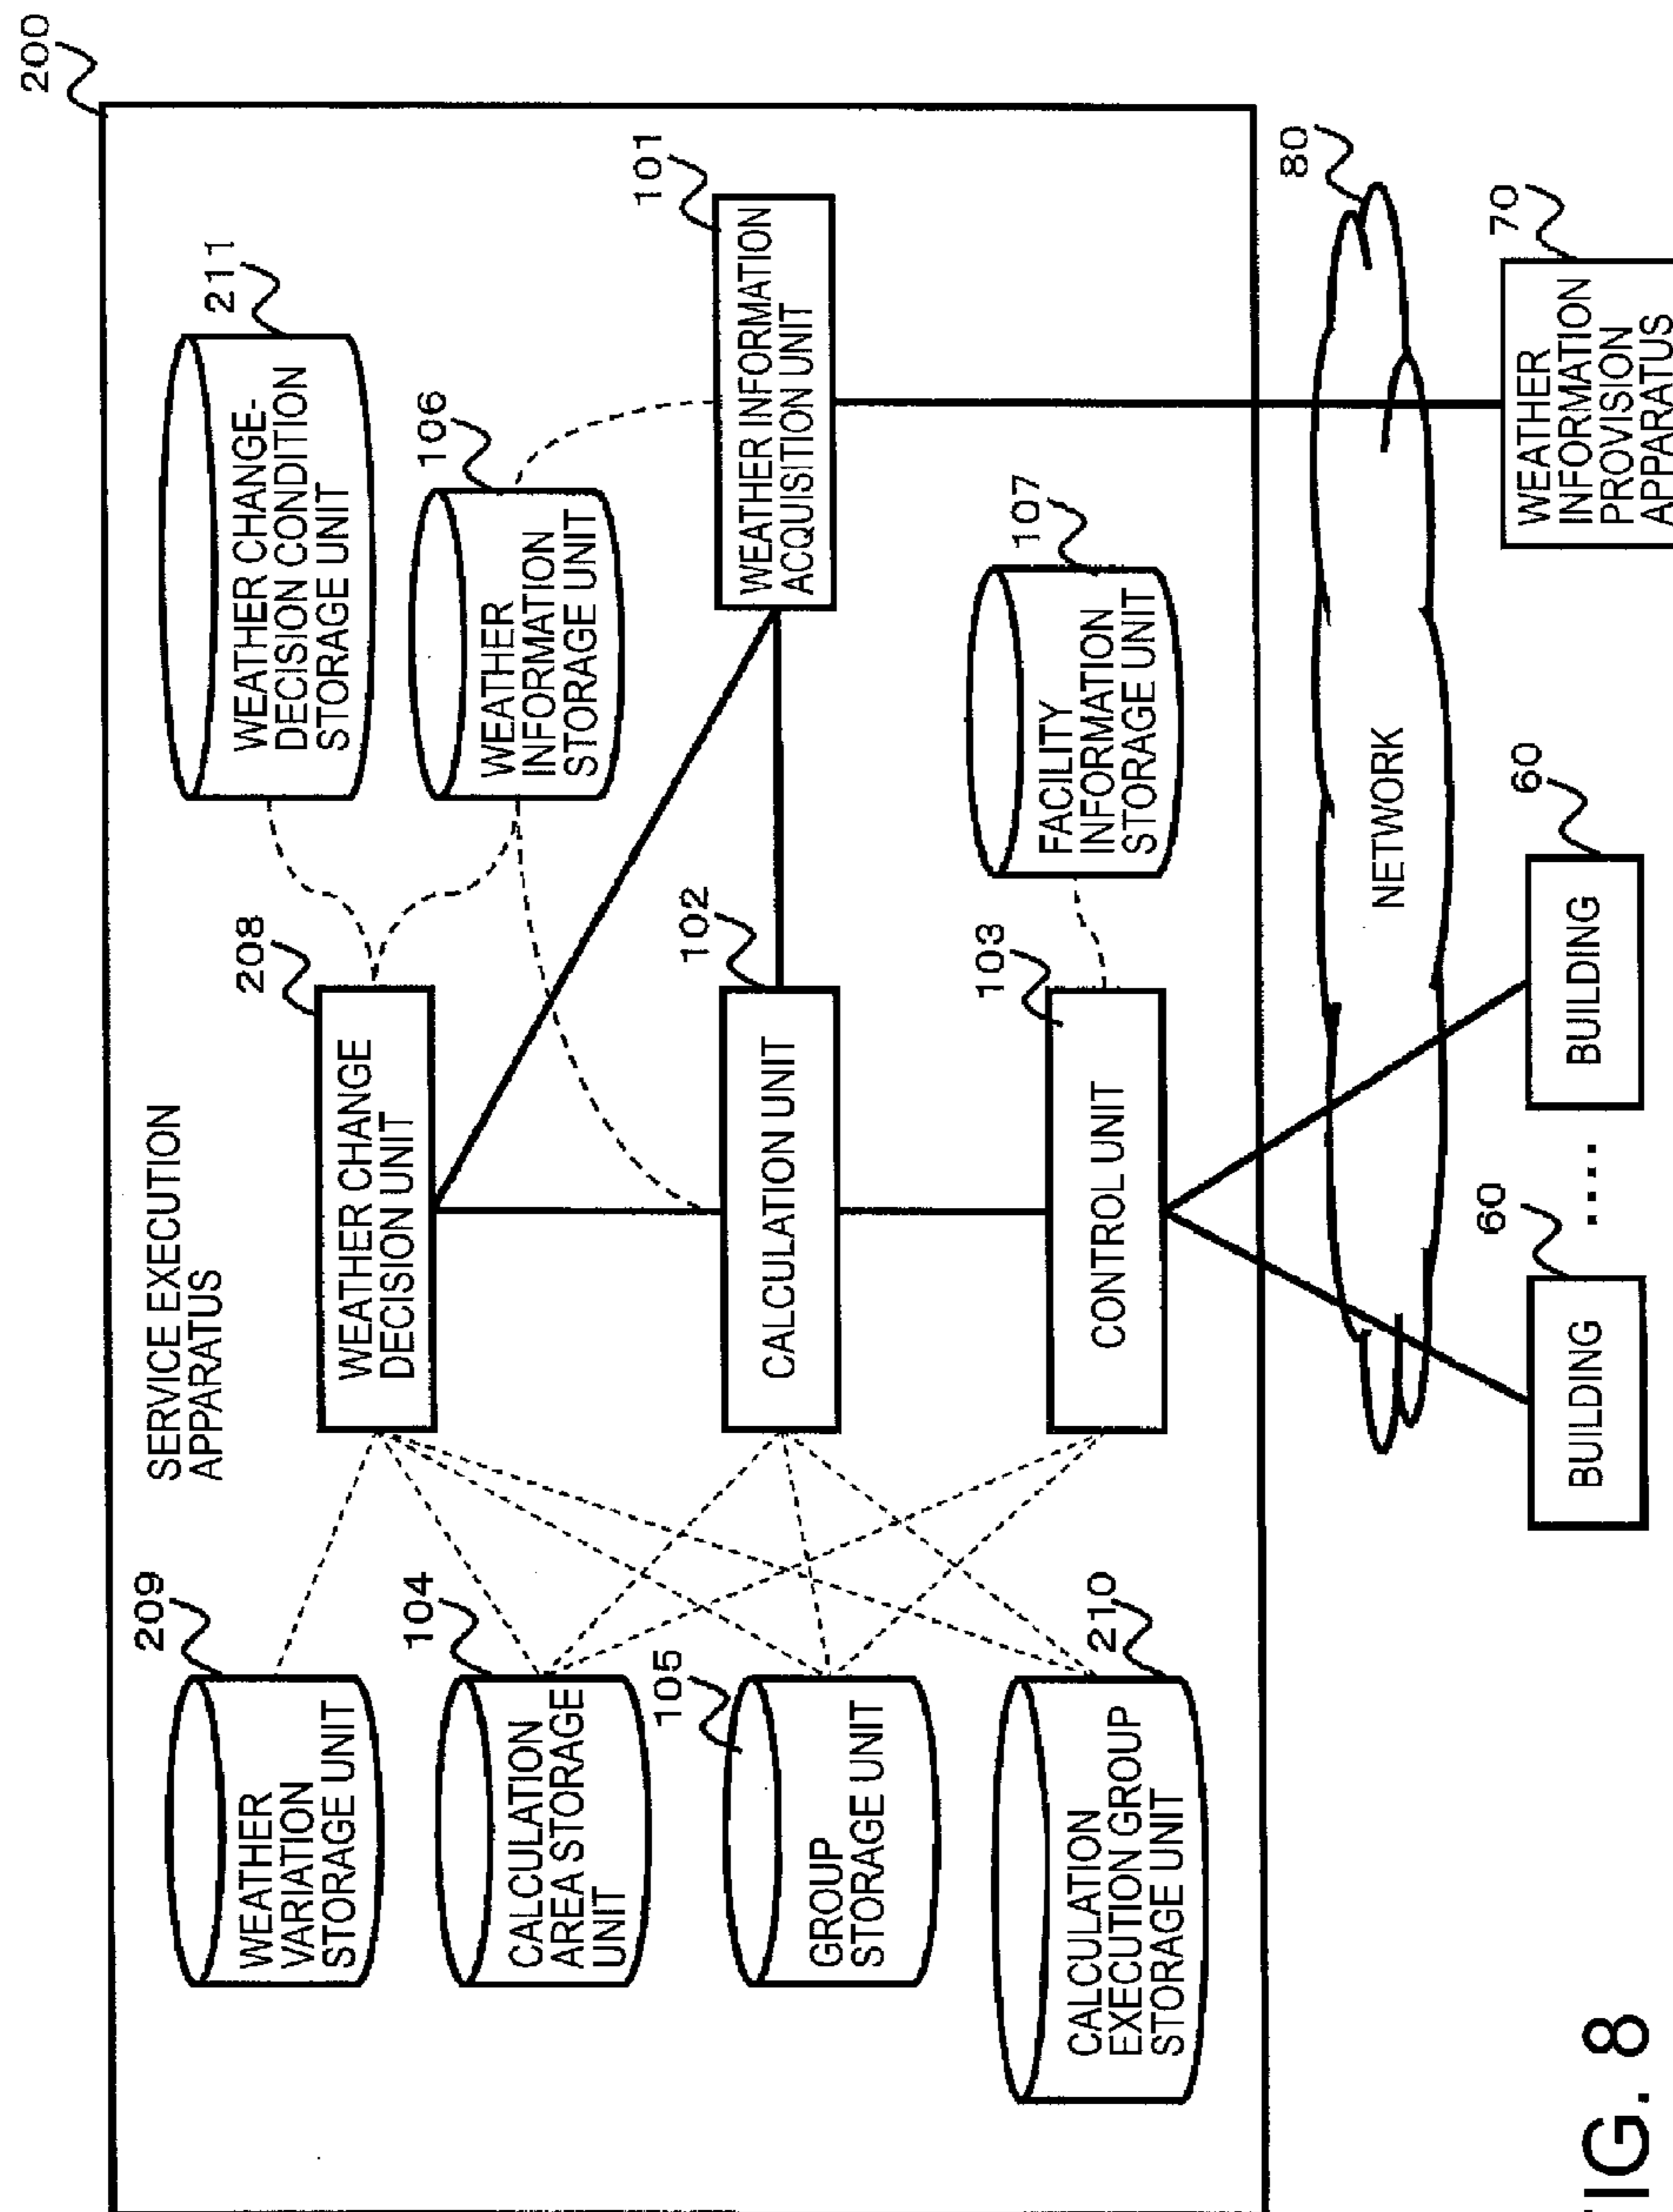 200
SERVICE EXECUTION
APPARATUS
209
WEATHER
VARIATION
STORAGE UNIT
208
WEATHER CHANGE
DECISION UNIT
211
WEATHER CHANGE-
DECISION CONDITION
STORAGE UNIT
104
CALCULATION
AREA STORAGE
UNIT
106
WEATHER
INFORMATION
STORAGE UNIT
105
GROUP
STORAGE UNIT
102
CALCULATION UNIT
101
WEATHER INFORMATION
ACQUISITION UNIT
210
CALCULATION
EXECUTION GROUP
STORAGE UNIT
103
CONTROL UNIT
107
FACILITY
INFORMATION
STORAGE UNIT
80
NETWORK
60
BUILDING
60
BUILDING
70
WEATHER
INFORMATION
PROVISION
APPARATUS
IG. 8